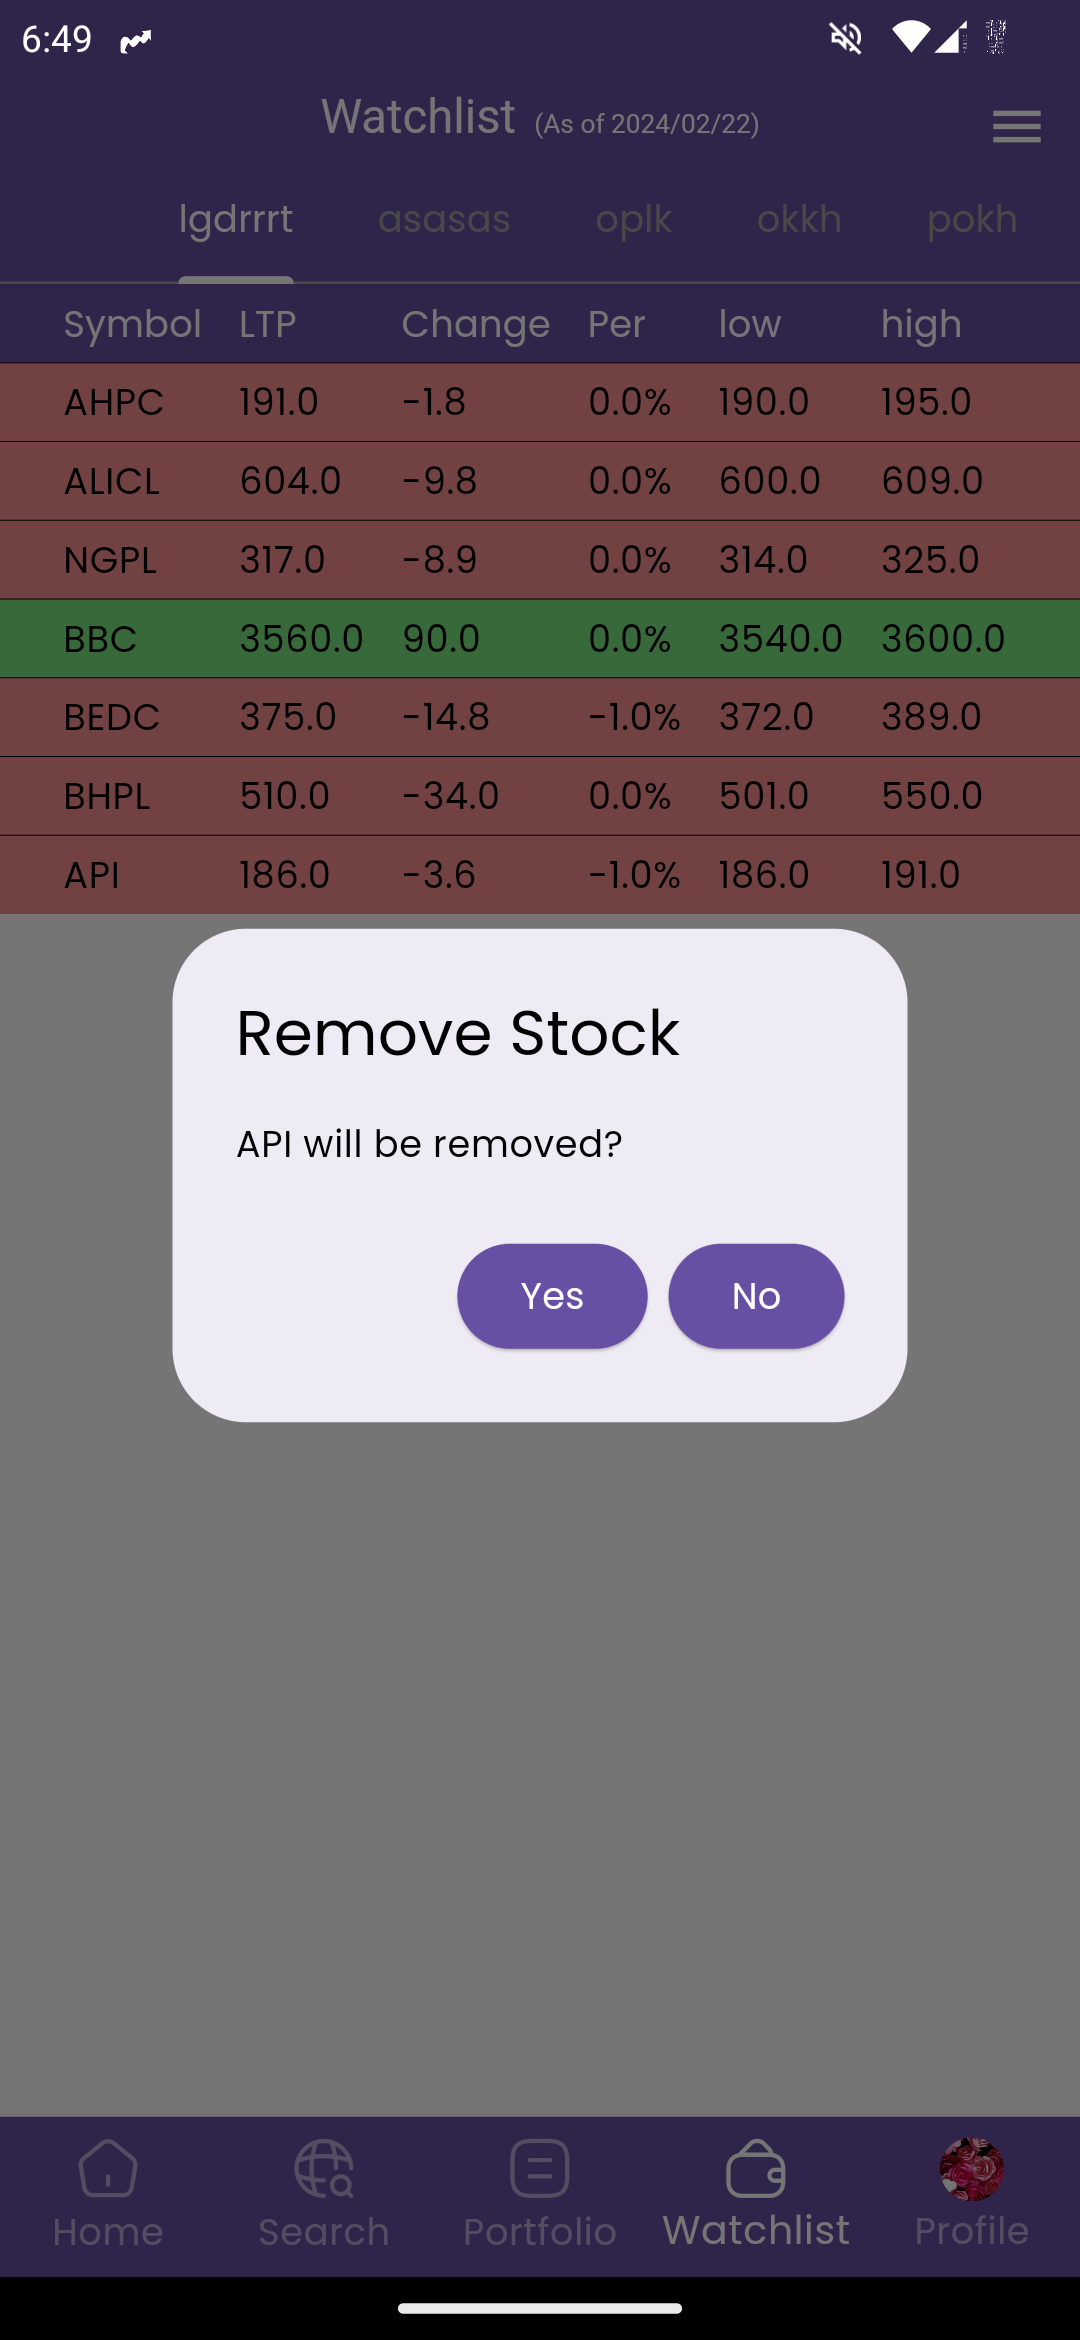 6:49
Watchlist (As of 2024/02/22)
lgdrrrt asasas oplk okkh pokh
Symbol LTP Change Per low high
AHPC 191.0 -1.8 0.0% 190.0 195.0
ALICL 604.0 -9.8 0.0% 600.0 609.0
NGPL 317.0 -8.9 0.0% 314.0 325.0
BBC 3560.0 90.0 0.0% 3540.0 3600.0
BEDC 375.0 -14.8 -1.0% 372.0 389.0
BHPL 510.0 -34.0 0.0% 501.0 550.0
API 186.0 -3.6 -1.0% 186.0 191.0
Remove Stock
API will be removed?
Yes No
Home Search Portfolio Watchlist Profile